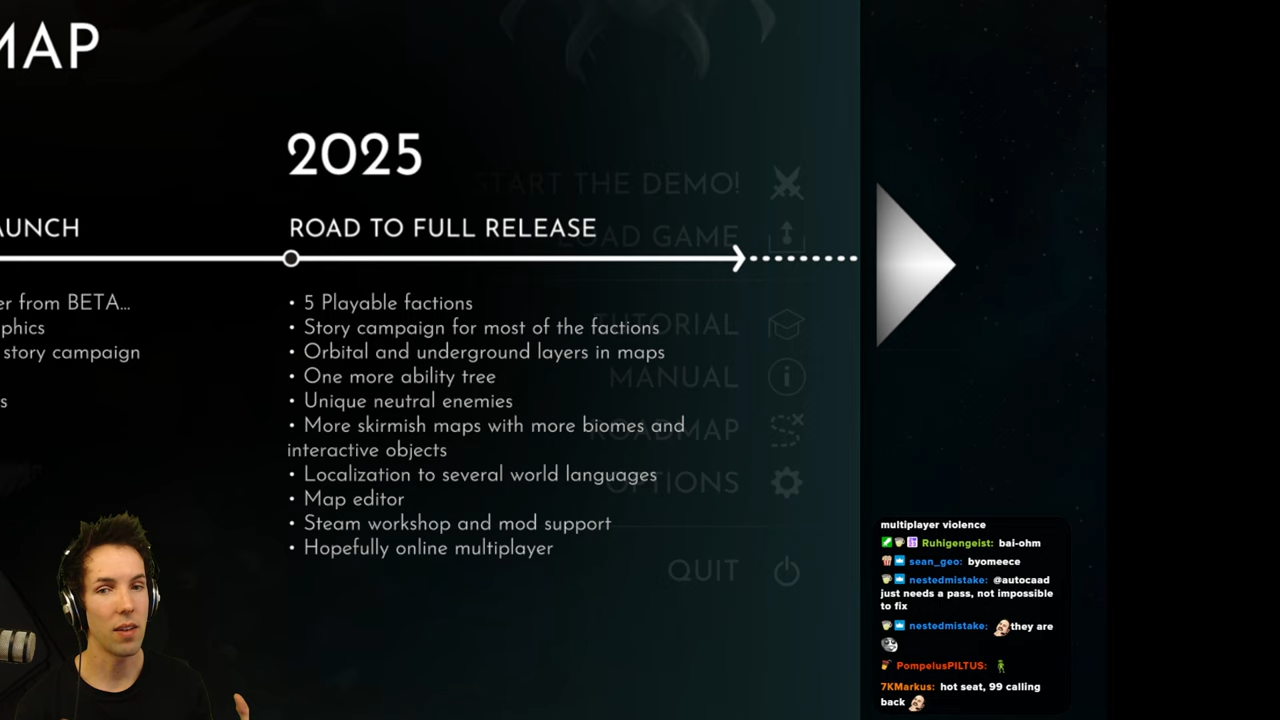 MAP
2025
START THE DEMO!
AUNCH
ROAD TO FULL RELEASE
LOAD GAME
er from BETA...
phics
story campaign
s
• 5 Playable factions
• Story campaign for most of the factions
• Orbital and underground layers in maps
• One more ability tree
• Unique neutral enemies
• More skirmish maps with more biomes and
interactive objects
• Localization to several world languages
• Map editor
• Steam workshop and mod support
• Hopefully online multiplayer
TUTORIAL
MANUAL
ROADMAP
OPTIONS
QUIT
multiplayer violence
Ruhigengeist: bai-ohm
sean_geo: byomeece
nestedmistake: @autocaad
just needs a pass, not impossible
to fix
nestedmistake: they are
PompelusPILTUS:
7KMarkus: hot seat, 99 calling
back